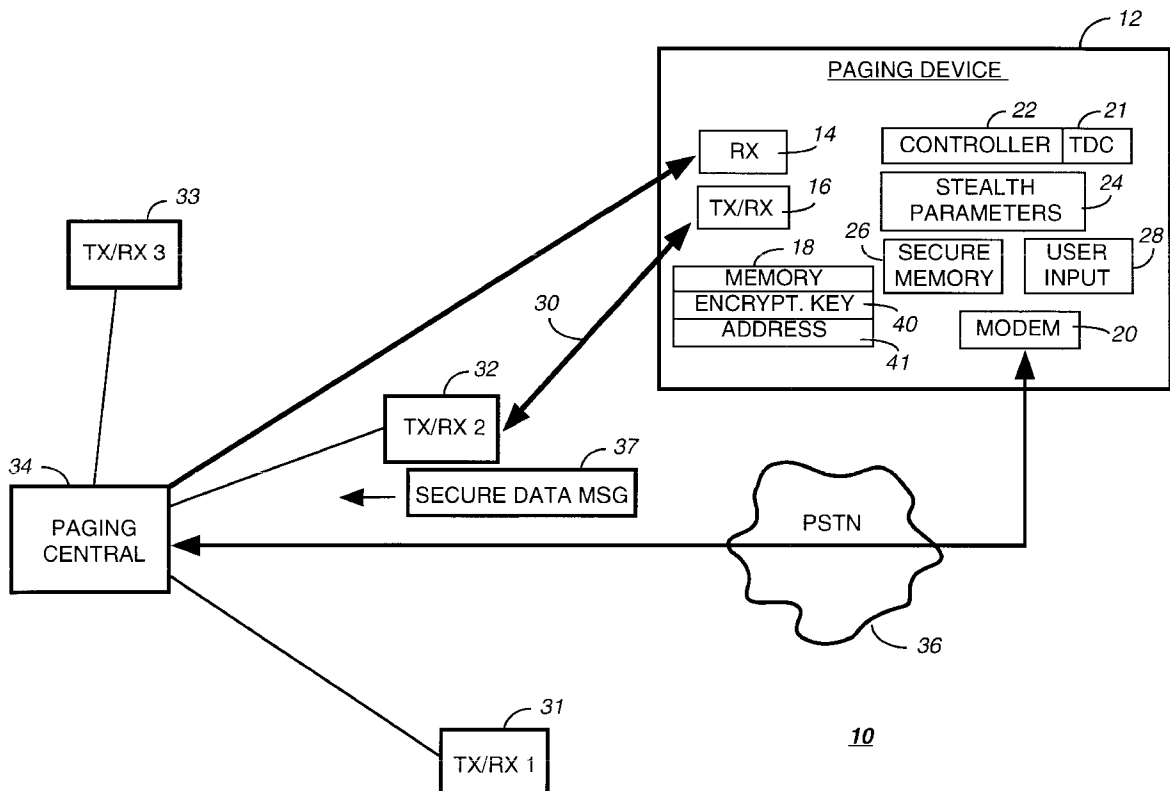 12
PAGING DEVICE
22
21
RX
14
CONTROLLER
TDC
TX/RX
16
STEALTH
PARAMETERS
24
33
TX/RX 3
18
26
SECURE
MEMORY
USER
INPUT
28
MEMORY
ENCRYPT. KEY
40
ADDRESS
41
MODEM
20
30
32
TX/RX 2
37
SECURE DATA MSG
34
PAGING
CENTRAL
PSTN
36
31
TX/RX 1
10